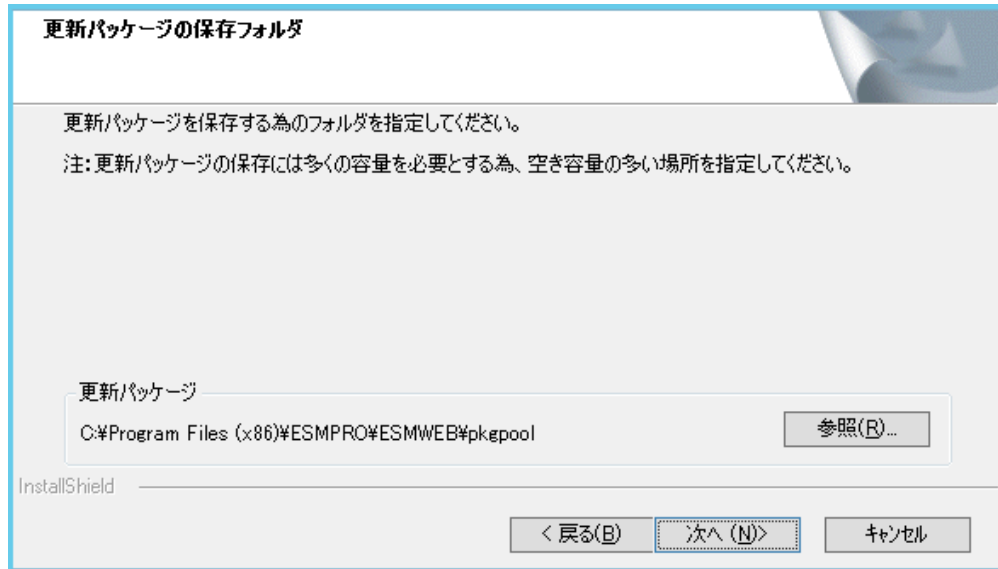 更新パッケージの保存フォルダ
更新パッケージを保存する為のフォルダを指定してください。
注：更新パッケージの保存には多くの容量を必要とする為、空き容量の多い場所を指定してください。
更新パッケージ
C:¥Program Files (x86)¥ESMPRO¥ESMWEB¥pkgpool
参照(R)...
InstallShield
< 戻る(B)
次へ (N)>
キャンセル